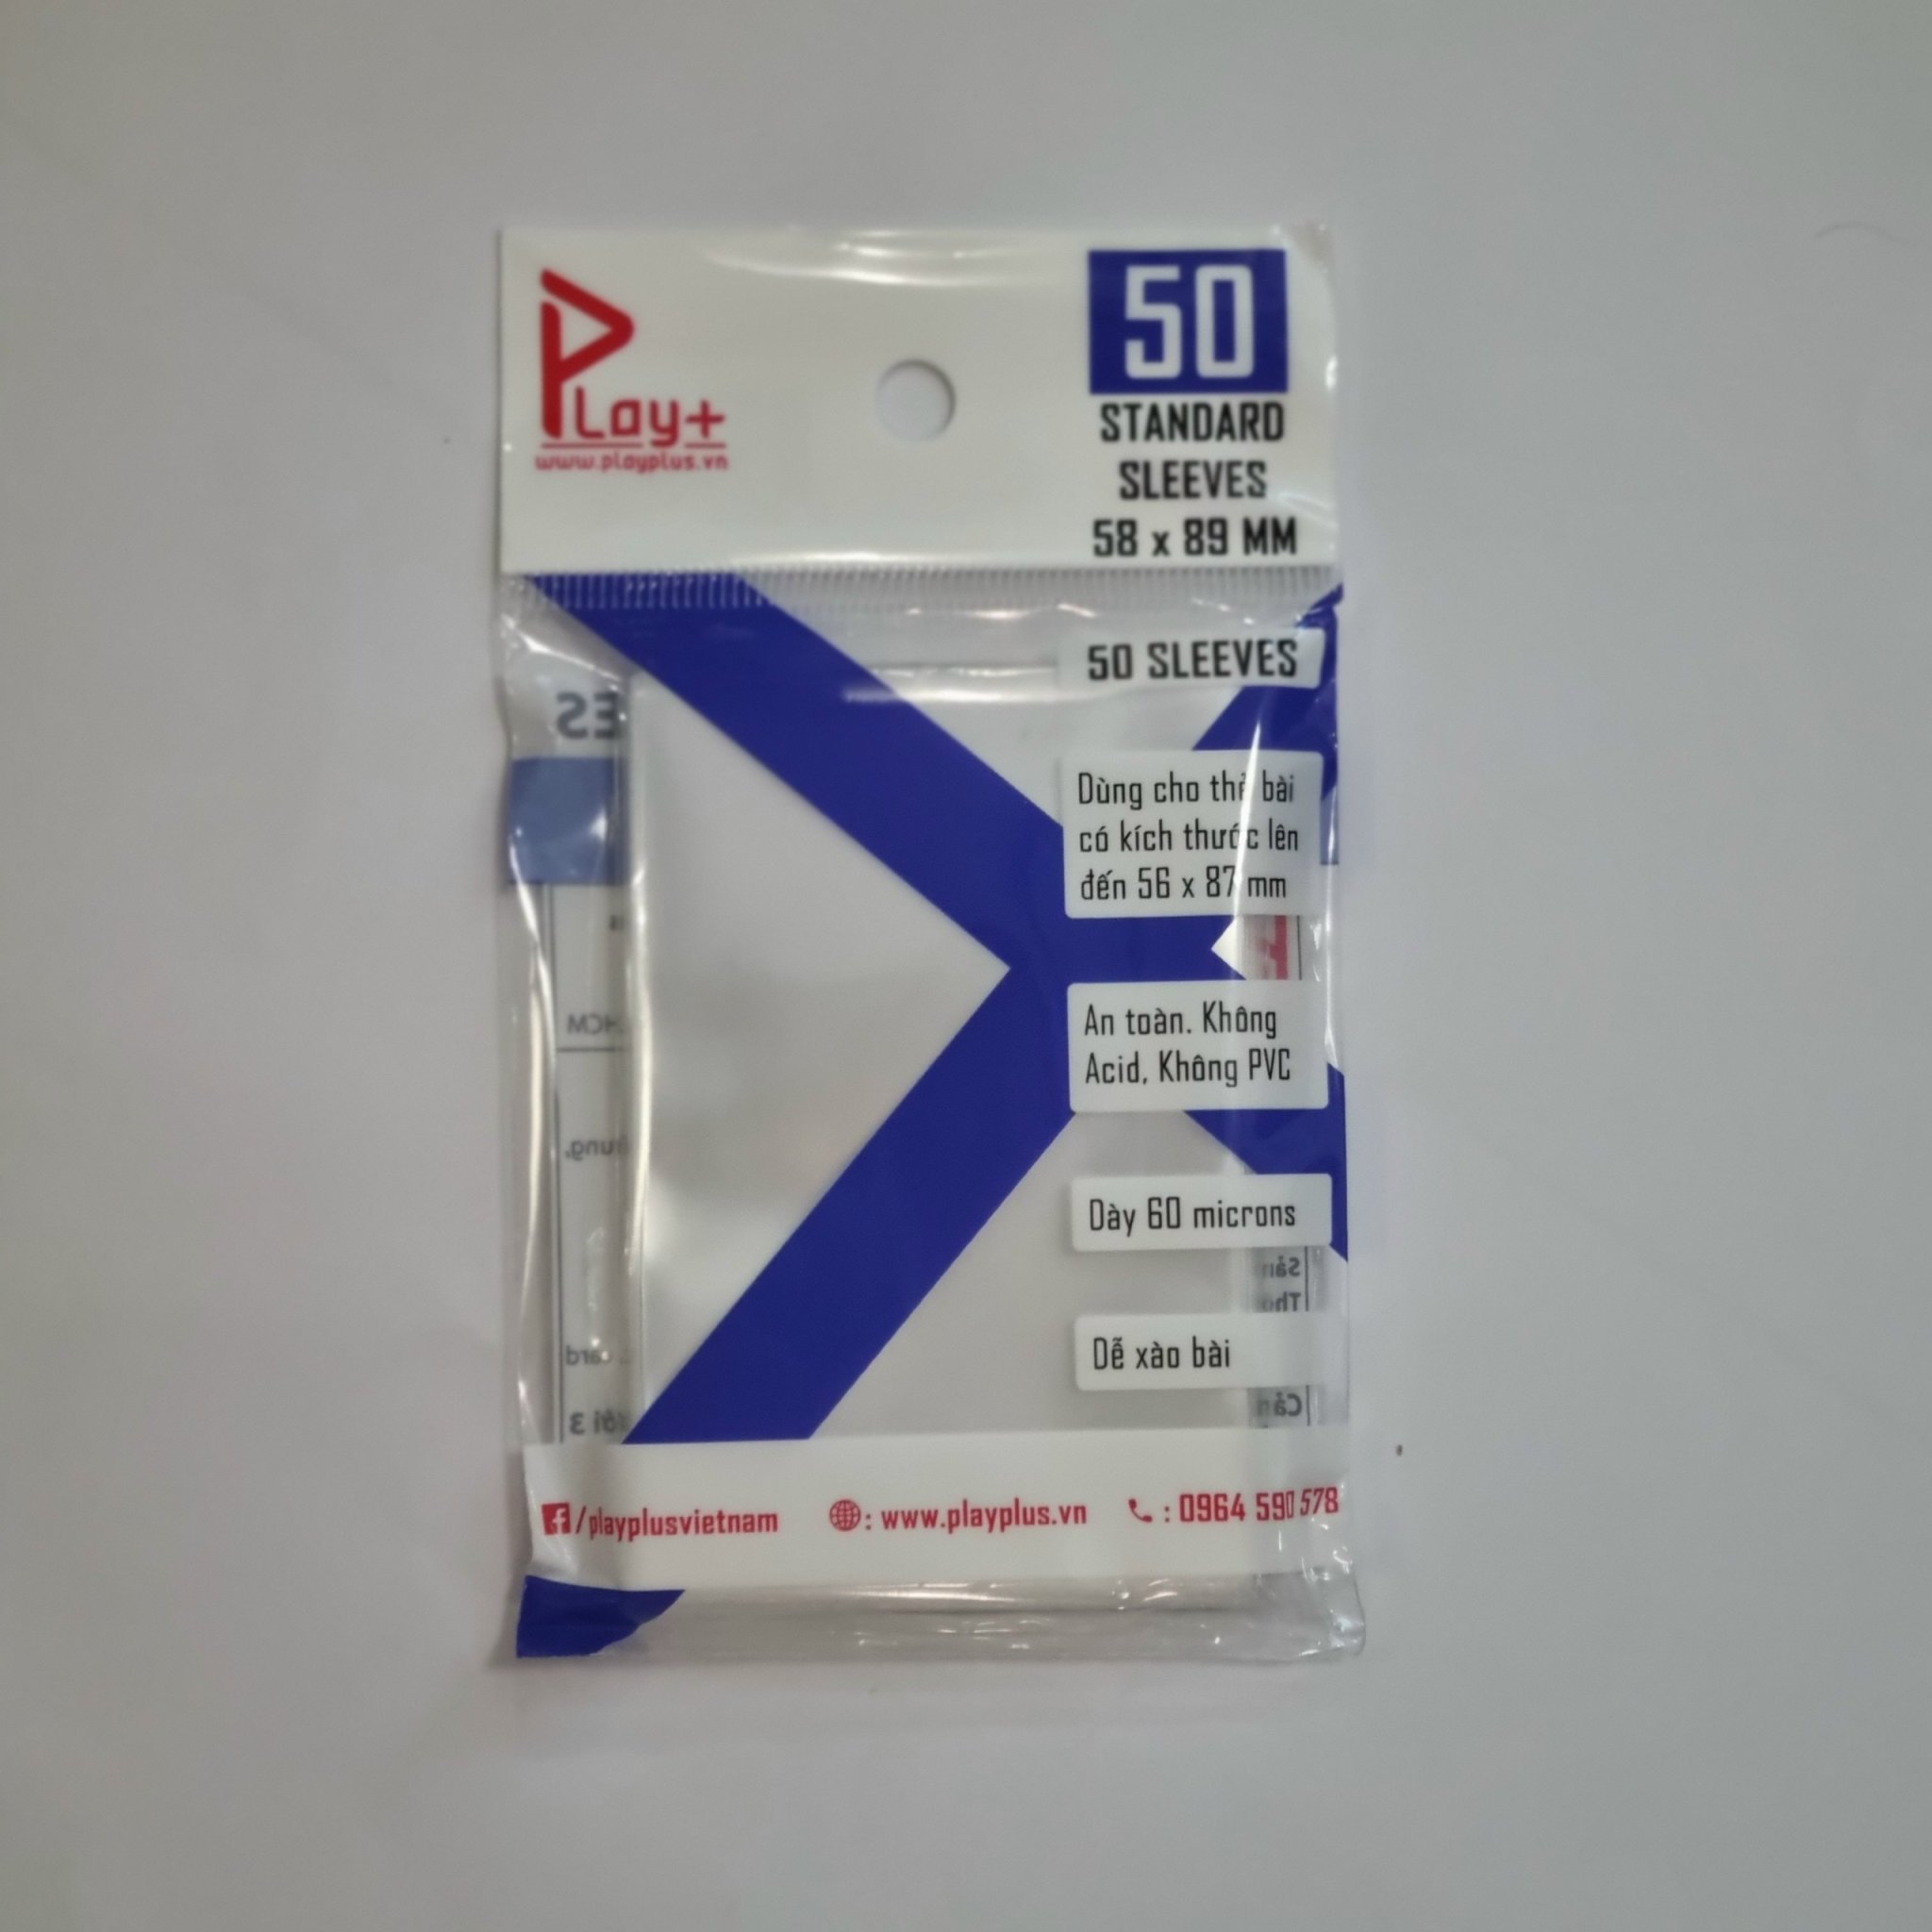 Play+
www.playplus.vn
50
STANDARD
SLEEVES
58 x 89 MM
50 SLEEVES
Dùng cho thẻ bài
có kích thước lên
đến 56 x 87 mm
An toàn. Không
Acid, Không PVC
Dày 60 microns
Dễ xào bài
/playplusvietnam
: www.playplus.vn
: 0964 590 578